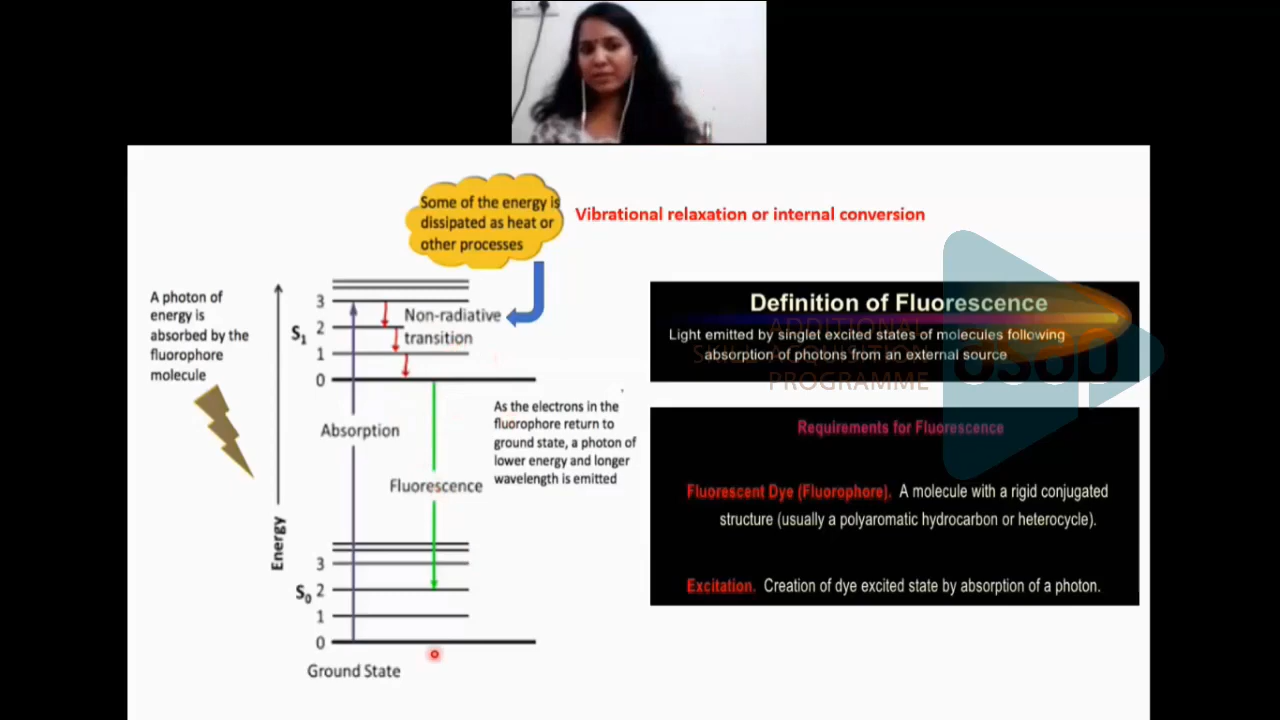 Some of the energy is
dissipated as heat or
other processes
Vibrational relaxation or internal conversion
A photon of
energy is
absorbed by the
fluorophore
molecule
Energy
S1
3
2
1
0
Non-radiative
transition
Absorption
Fluorescence
As the electrons in the
fluorophore return to
ground state, a photon of
lower energy and longer
wavelength is emitted
S0
3
2
1
0
Ground State
Definition of Fluorescence
Light emitted by singlet excited states of molecules following
absorption of photons from an external source
Requirements for Fluorescence
Fluorescent Dye (Fluorophore). A molecule with a rigid conjugated
structure (usually a polyaromatic hydrocarbon or heterocycle).
Excitation. Creation of dye excited state by absorption of a photon.
ADDITIONAL
SKILL ACQUISITION
PROGRAMME
asap